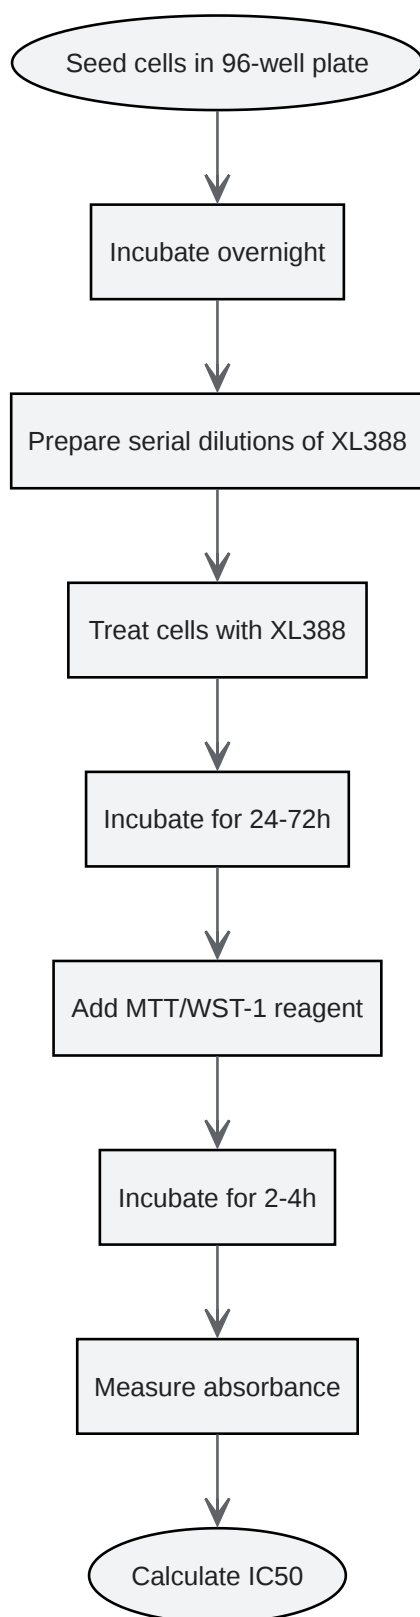 Seed cells in 96-well plate
Incubate overnight
Prepare serial dilutions of XL388
Treat cells with XL388
Incubate for 24-72h
Add MTT/WST-1 reagent
Incubate for 2-4h
Measure absorbance
Calculate IC50